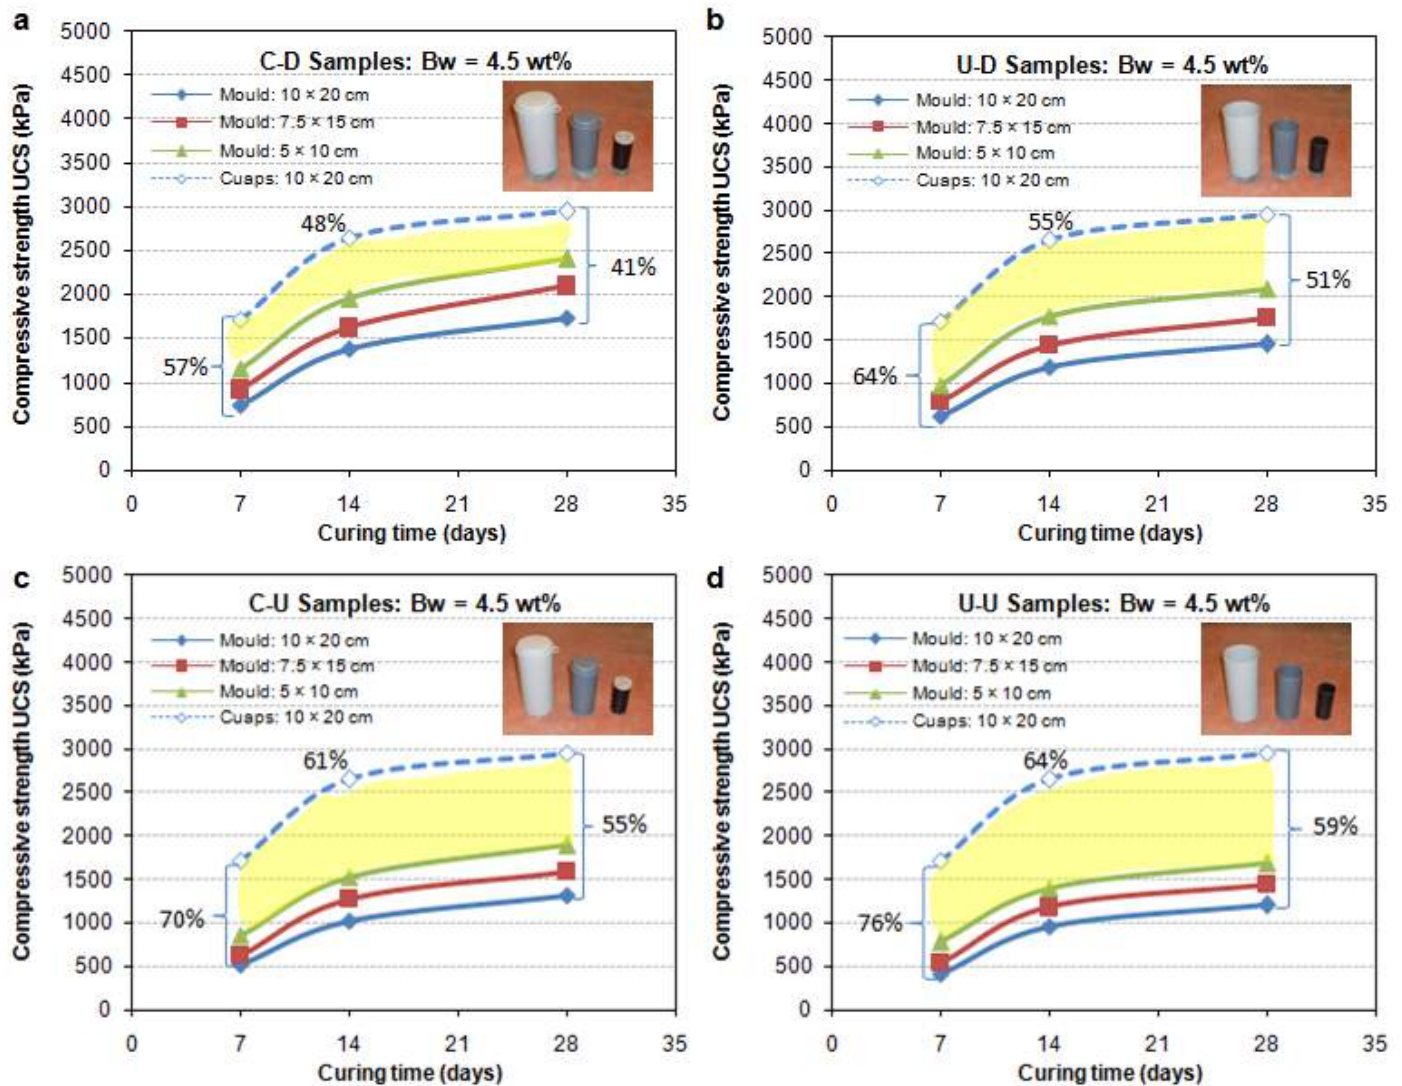 a
C-D Samples: Bw = 4.5 wt%
Mould: 10 × 20 cm
Mould: 7.5 × 15 cm
Mould: 5 × 10 cm
Cuaps: 10 × 20 cm
Compressive strength UCS (kPa)
5000
4500
4000
3500
3000
2500
2000
1500
1000
500
0
48%
41%
57%
0 7 14 21 28 35
Curing time (days)
b
U-D Samples: Bw = 4.5 wt%
Mould: 10 × 20 cm
Mould: 7.5 × 15 cm
Mould: 5 × 10 cm
Cuaps: 10 × 20 cm
Compressive strength UCS (kPa)
5000
4500
4000
3500
3000
2500
2000
1500
1000
500
0
55%
51%
64%
0 7 14 21 28 35
Curing time (days)
c
C-U Samples: Bw = 4.5 wt%
Mould: 10 × 20 cm
Mould: 7.5 × 15 cm
Mould: 5 × 10 cm
Cuaps: 10 × 20 cm
Compressive strength UCS (kPa)
5000
4500
4000
3500
3000
2500
2000
1500
1000
500
0
61%
55%
70%
0 7 14 21 28 35
Curing time (days)
d
U-U Samples: Bw = 4.5 wt%
Mould: 10 × 20 cm
Mould: 7.5 × 15 cm
Mould: 5 × 10 cm
Cuaps: 10 × 20 cm
Compressive strength UCS (kPa)
5000
4500
4000
3500
3000
2500
2000
1500
1000
500
0
64%
59%
76%
0 7 14 21 28 35
Curing time (days)